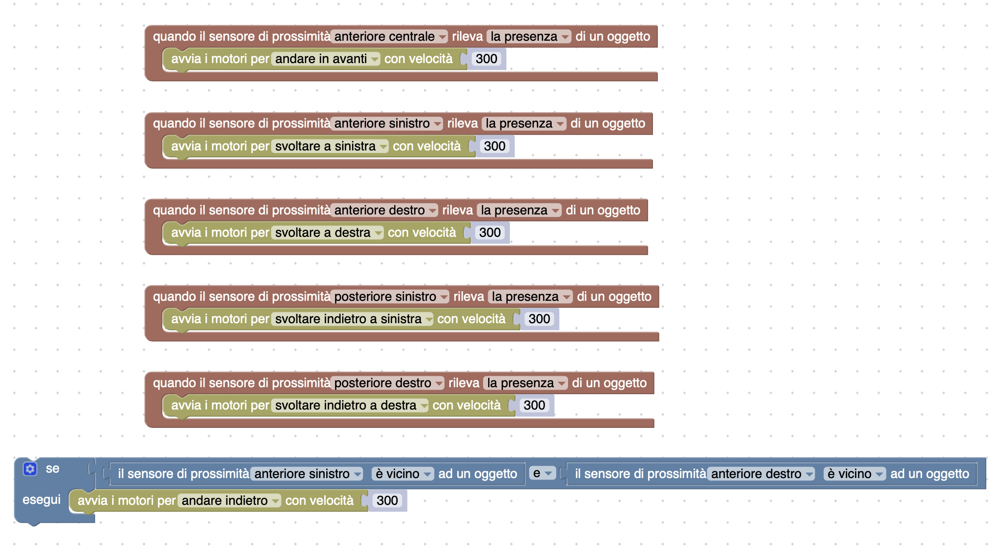 quando il sensore di prossimità anteriore centrale rileva la presenza di un oggetto
avvia i motori per andare in avanti con velocità 300
quando il sensore di prossimità anteriore sinistro rileva la presenza di un oggetto
avvia i motori per svoltare a sinistra con velocità 300
quando il sensore di prossimità anteriore destro rileva la presenza di un oggetto
avvia i motori per svoltare a destra con velocità 300
quando il sensore di prossimità posteriore sinistro rileva la presenza di un oggetto
avvia i motori per svoltare indietro a sinistra con velocità 300
quando il sensore di prossimità posteriore destro rileva la presenza di un oggetto
avvia i motori per svoltare indietro a destra con velocità 300
se il sensore di prossimità anteriore sinistro è vicino ad un oggetto e il sensore di prossimità anteriore destro è vicino ad un oggetto
esegui avvia i motori per andare indietro con velocità 300